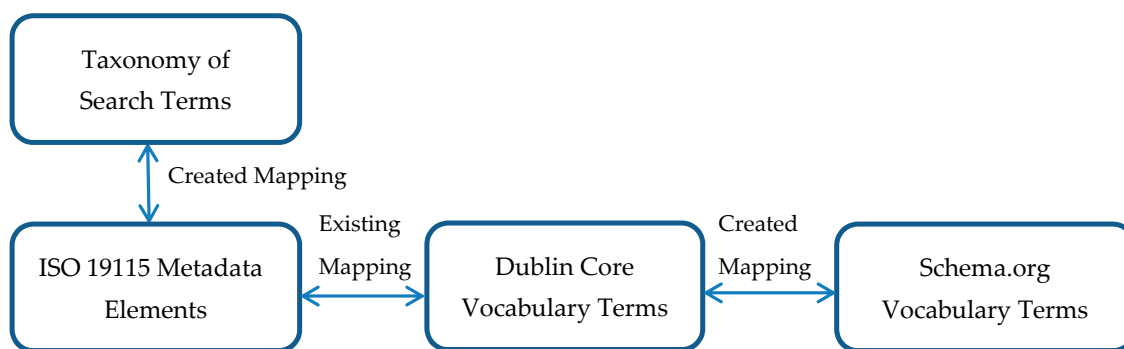 Taxonomy of
Search Terms
Created Mapping
ISO 19115 Metadata
Elements
Existing
Mapping
Dublin Core
Vocabulary Terms
Created
Mapping
Schema.org
Vocabulary Terms